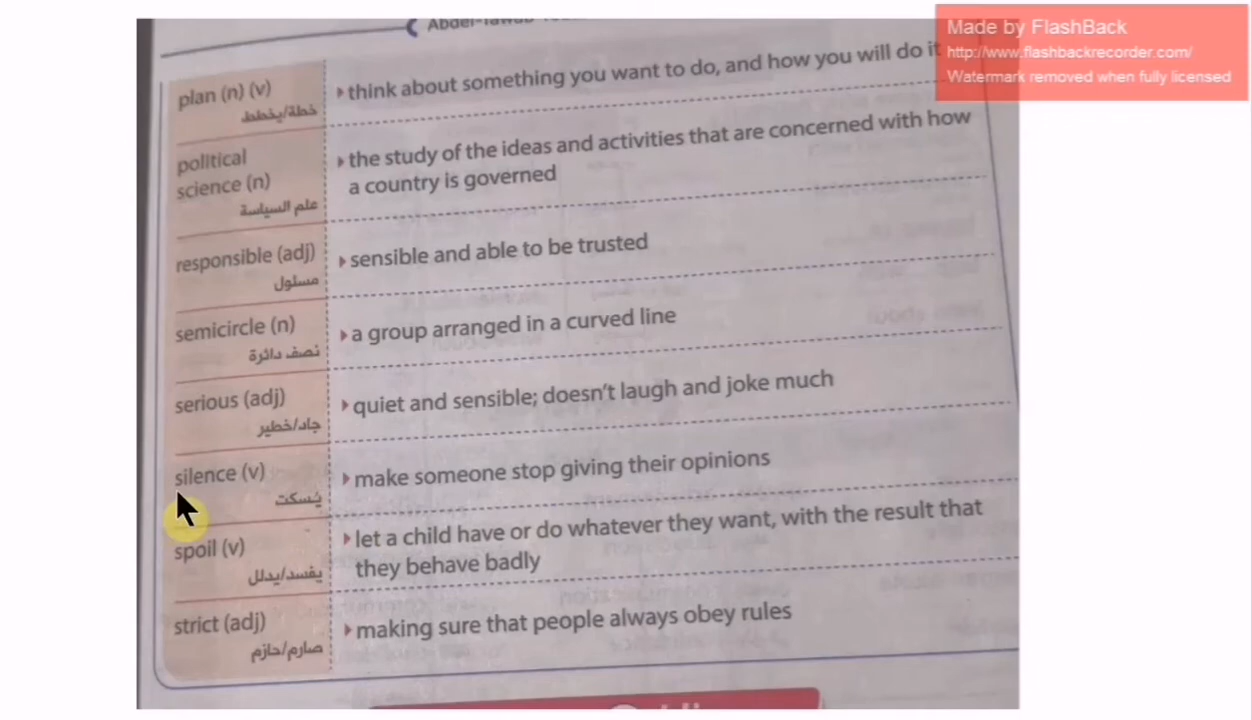 Made by FlashBack
http://www.flashbackrecorder.com/
Watermark removed when fully licensed
plan (n) (v)
خطة/يخطط
think about something you want to do, and how you will do it
political
science (n)
علم السياسة
the study of the ideas and activities that are concerned with how
a country is governed
responsible (adj)
مسئول
sensible and able to be trusted
semicircle (n)
نصف دائرة
a group arranged in a curved line
serious (adj)
جاد/خطير
quiet and sensible; doesn't laugh and joke much
silence (v)
يُسكت
make someone stop giving their opinions
spoil (v)
يفسد/يدلل
let a child have or do whatever they want, with the result that
they behave badly
strict (adj)
صارم/حازم
making sure that people always obey rules